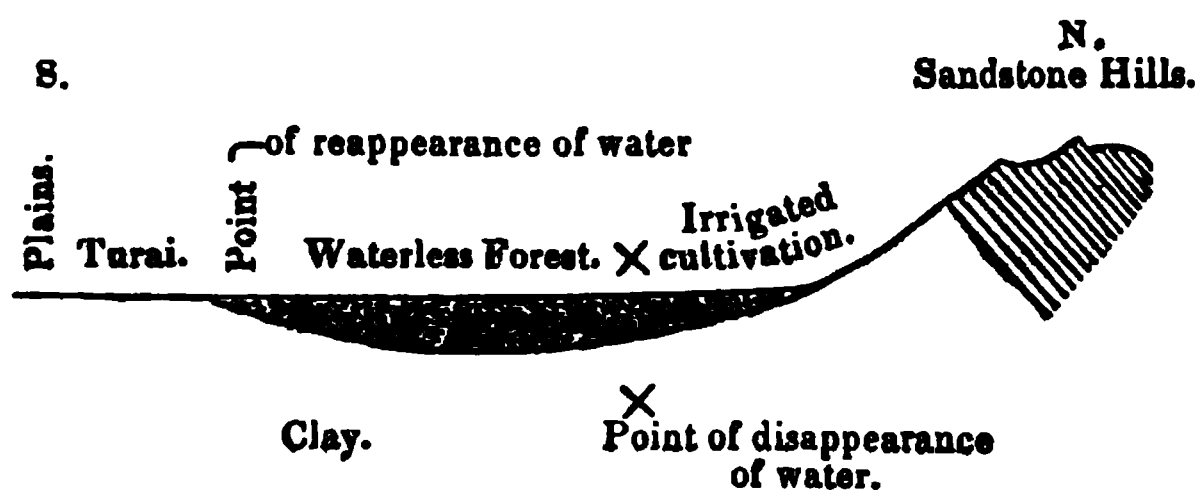 N.
Sandstone Hills.
S.
Plains.
Turai.
Point
of reappearance of water
Waterless Forest.
X
Irrigated
cultivation.
Clay.
X
Point of disappearance
of water.